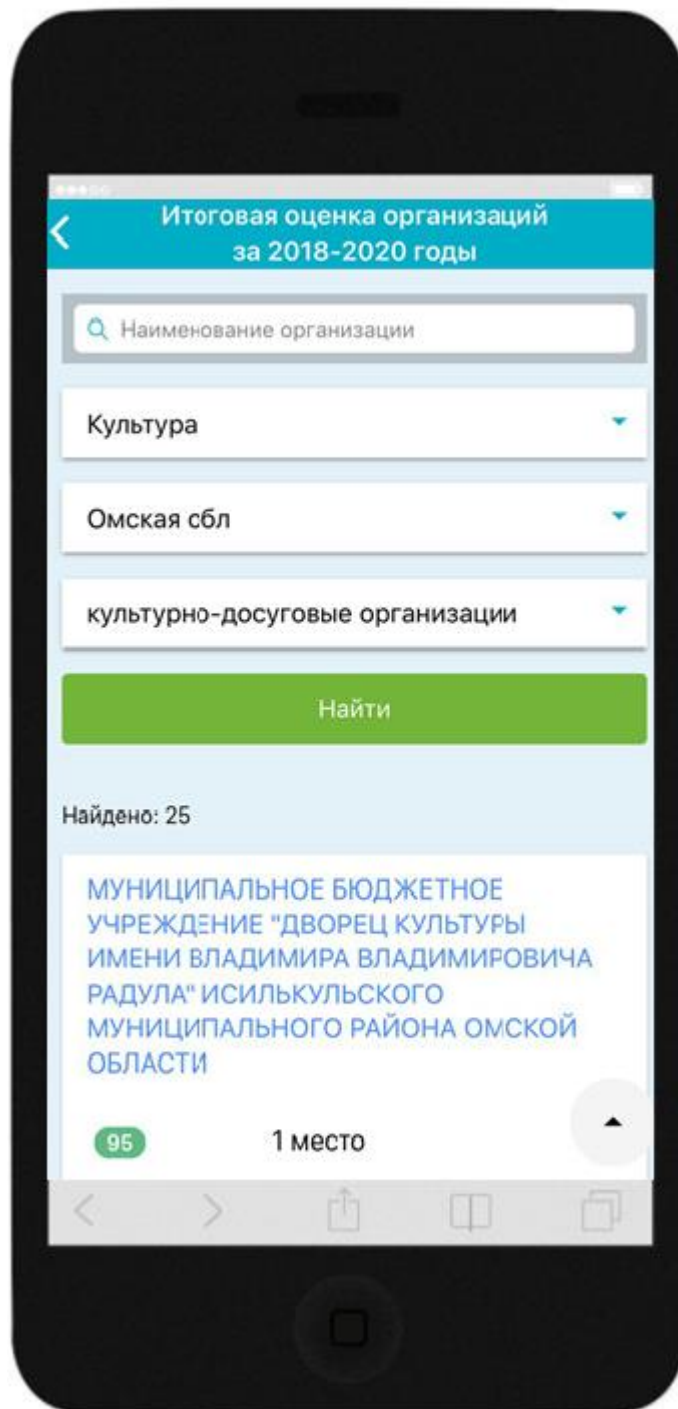 Итоговая оценка организаций
за 2018-2020 годы
Наименование организации
Культура
Омская сбл
культурно-досуговые организации
Найти
Найдено: 25
МУНИЦИПАЛЬНОЕ БЮДЖЕТНОЕ
УЧРЕЖДЕНИЕ "ДВОРЕЦ КУЛЬТУРЫ
ИМЕНИ ВЛАДИМИРА ВЛАДИМИРОВИЧА
РАДУЛА" ИСИЛЬКУЛЬСКОГО
МУНИЦИПАЛЬНОГО РАЙОНА ОМСКОЙ
ОБЛАСТИ
95 1 место